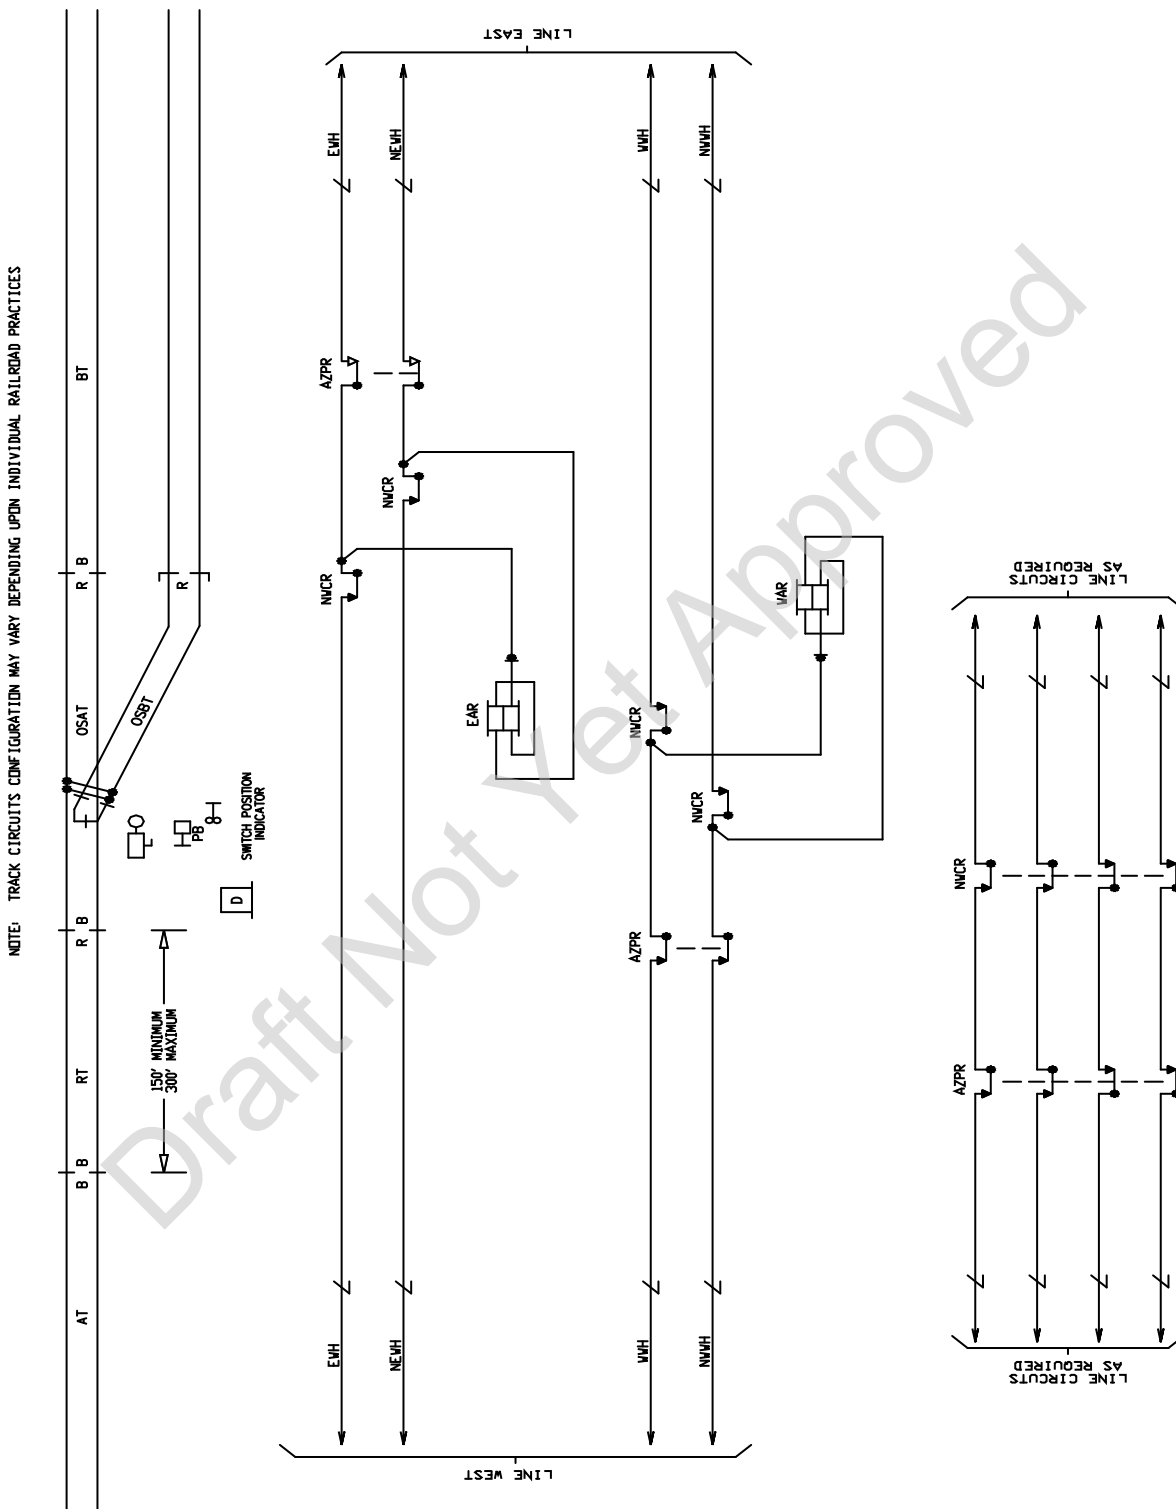 NOTE: TRACK CIRCUITS CONFIGURATION MAY VARY DEPENDING UPON INDIVIDUAL RAILROAD PRACTICES
AT
B
B
RT
R
B
OSAT
R
B
BT
OSBT
R
150' MINIMUM
300' MAXIMUM
PB
D
SWITCH POSITION
INDICATOR
LINE WEST
LINE EAST
EWH
NWCR
AZPR
EWH
NEWH
NWCR
NEWH
EAR
WWH
AZPR
NWCR
WWH
NWWH
NWCR
NWWH
WAR
LINE CIRCUTS
AS REQUIRED
AZPR
NWCR
LINE CIRCUTS
AS REQUIRED
Draft Not Yet Approved